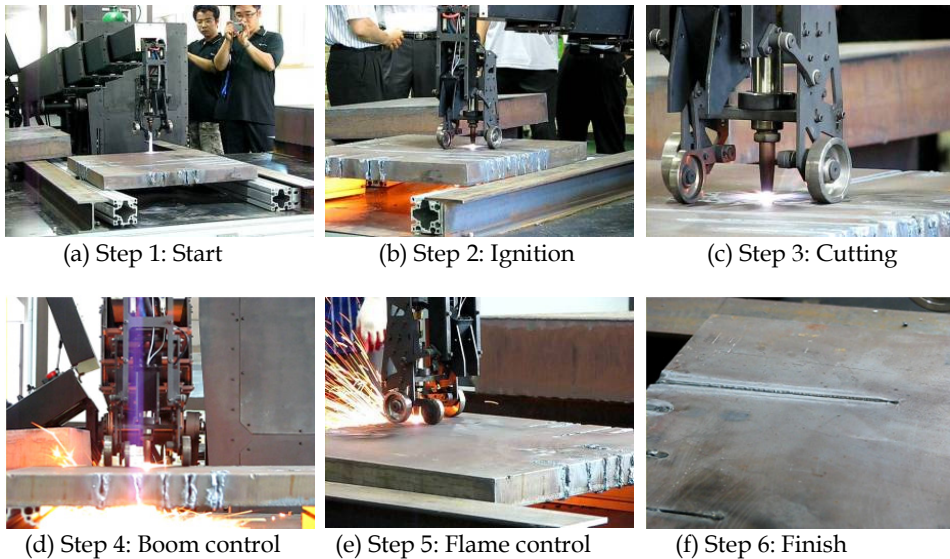 (a) Step 1: Start
(b) Step 2: Ignition
(c) Step 3: Cutting
(d) Step 4: Boom control
(e) Step 5: Flame control
(f) Step 6: Finish